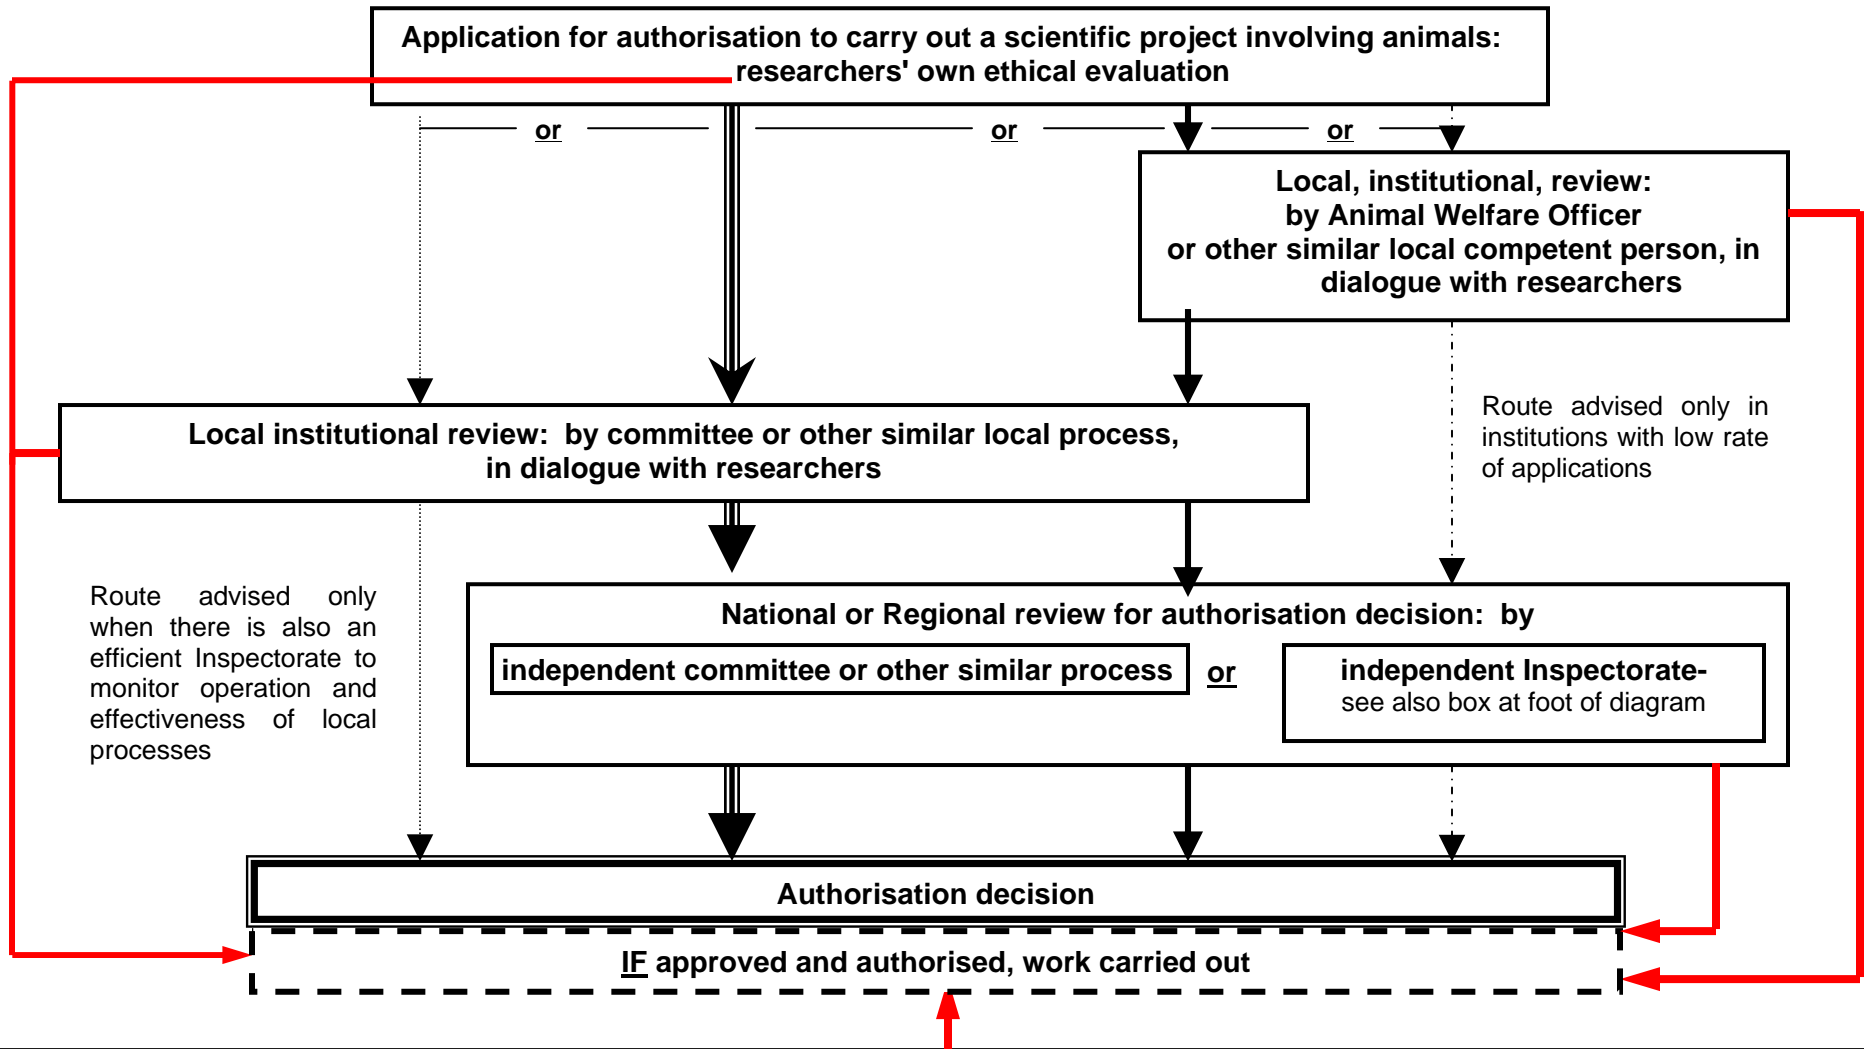 Application for authorisation to carry out a scientific project involving animals:
researchers' own ethical evaluation
or
or
or
Local, institutional, review:
by Animal Welfare Officer
or other similar local competent person, in
dialogue with researchers
Local institutional review:  by committee or other similar local process,
in dialogue with researchers
Route advised only in
institutions with low rate
of applications
Route advised only
when there is also an
efficient Inspectorate to
monitor operation and
effectiveness of local
processes
National or Regional review for authorisation decision:  by
independent committee or other similar process
or
independent Inspectorate-
see also box at foot of diagram
Authorisation decision
IF approved and authorised, work carried out